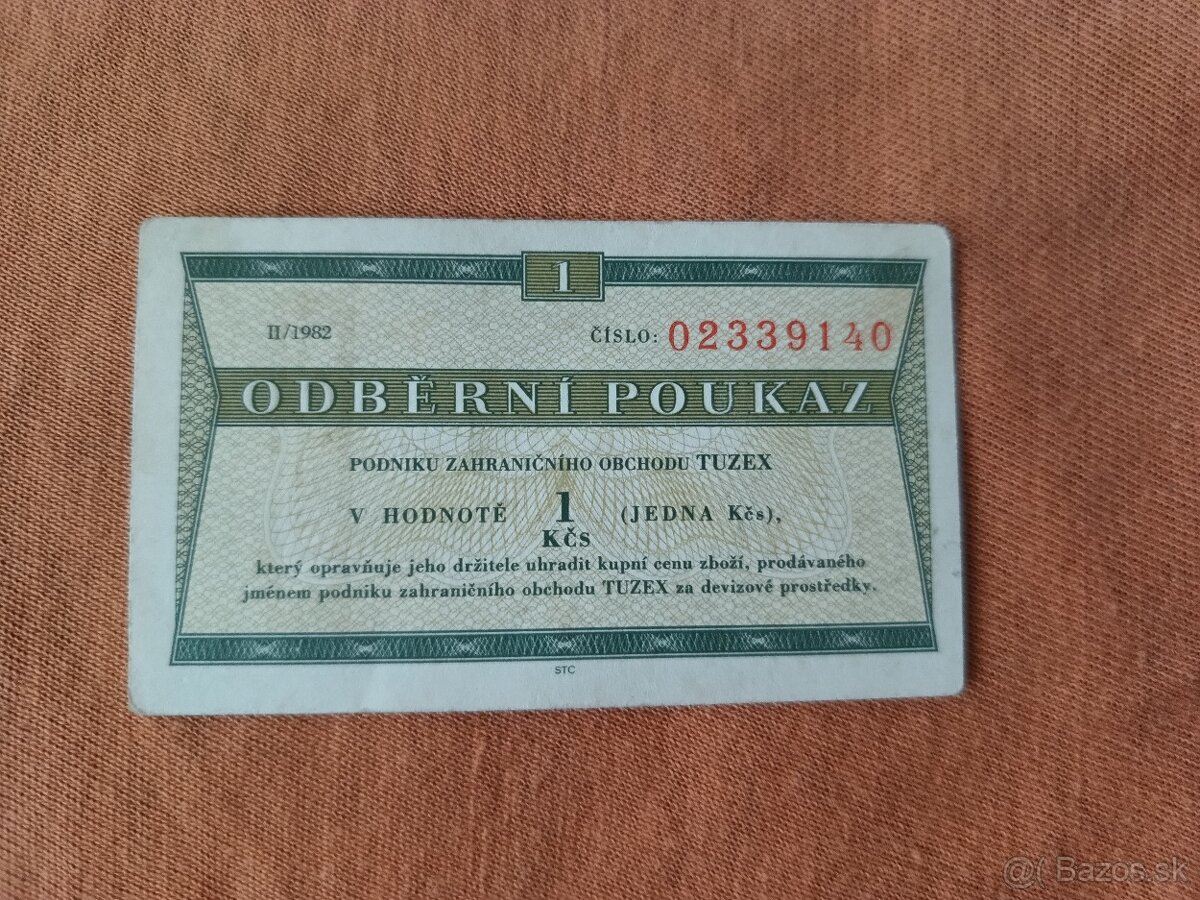 1
II/1982 ČÍSLO: 02339140
ODBĚRNÍ POUKAZ
PODNIKU ZAHRANIČNÍHO OBCHODU TUZEX
V HODNOTĚ 1 (JEDNA Kčs),
Kčs
který opravňuje jeho držitele uhradit kupní cenu zboží, prodávaného
jménem podniku zahraničního obchodu TUZEX za devizové prostředky.
STC
@( Bazos.sk